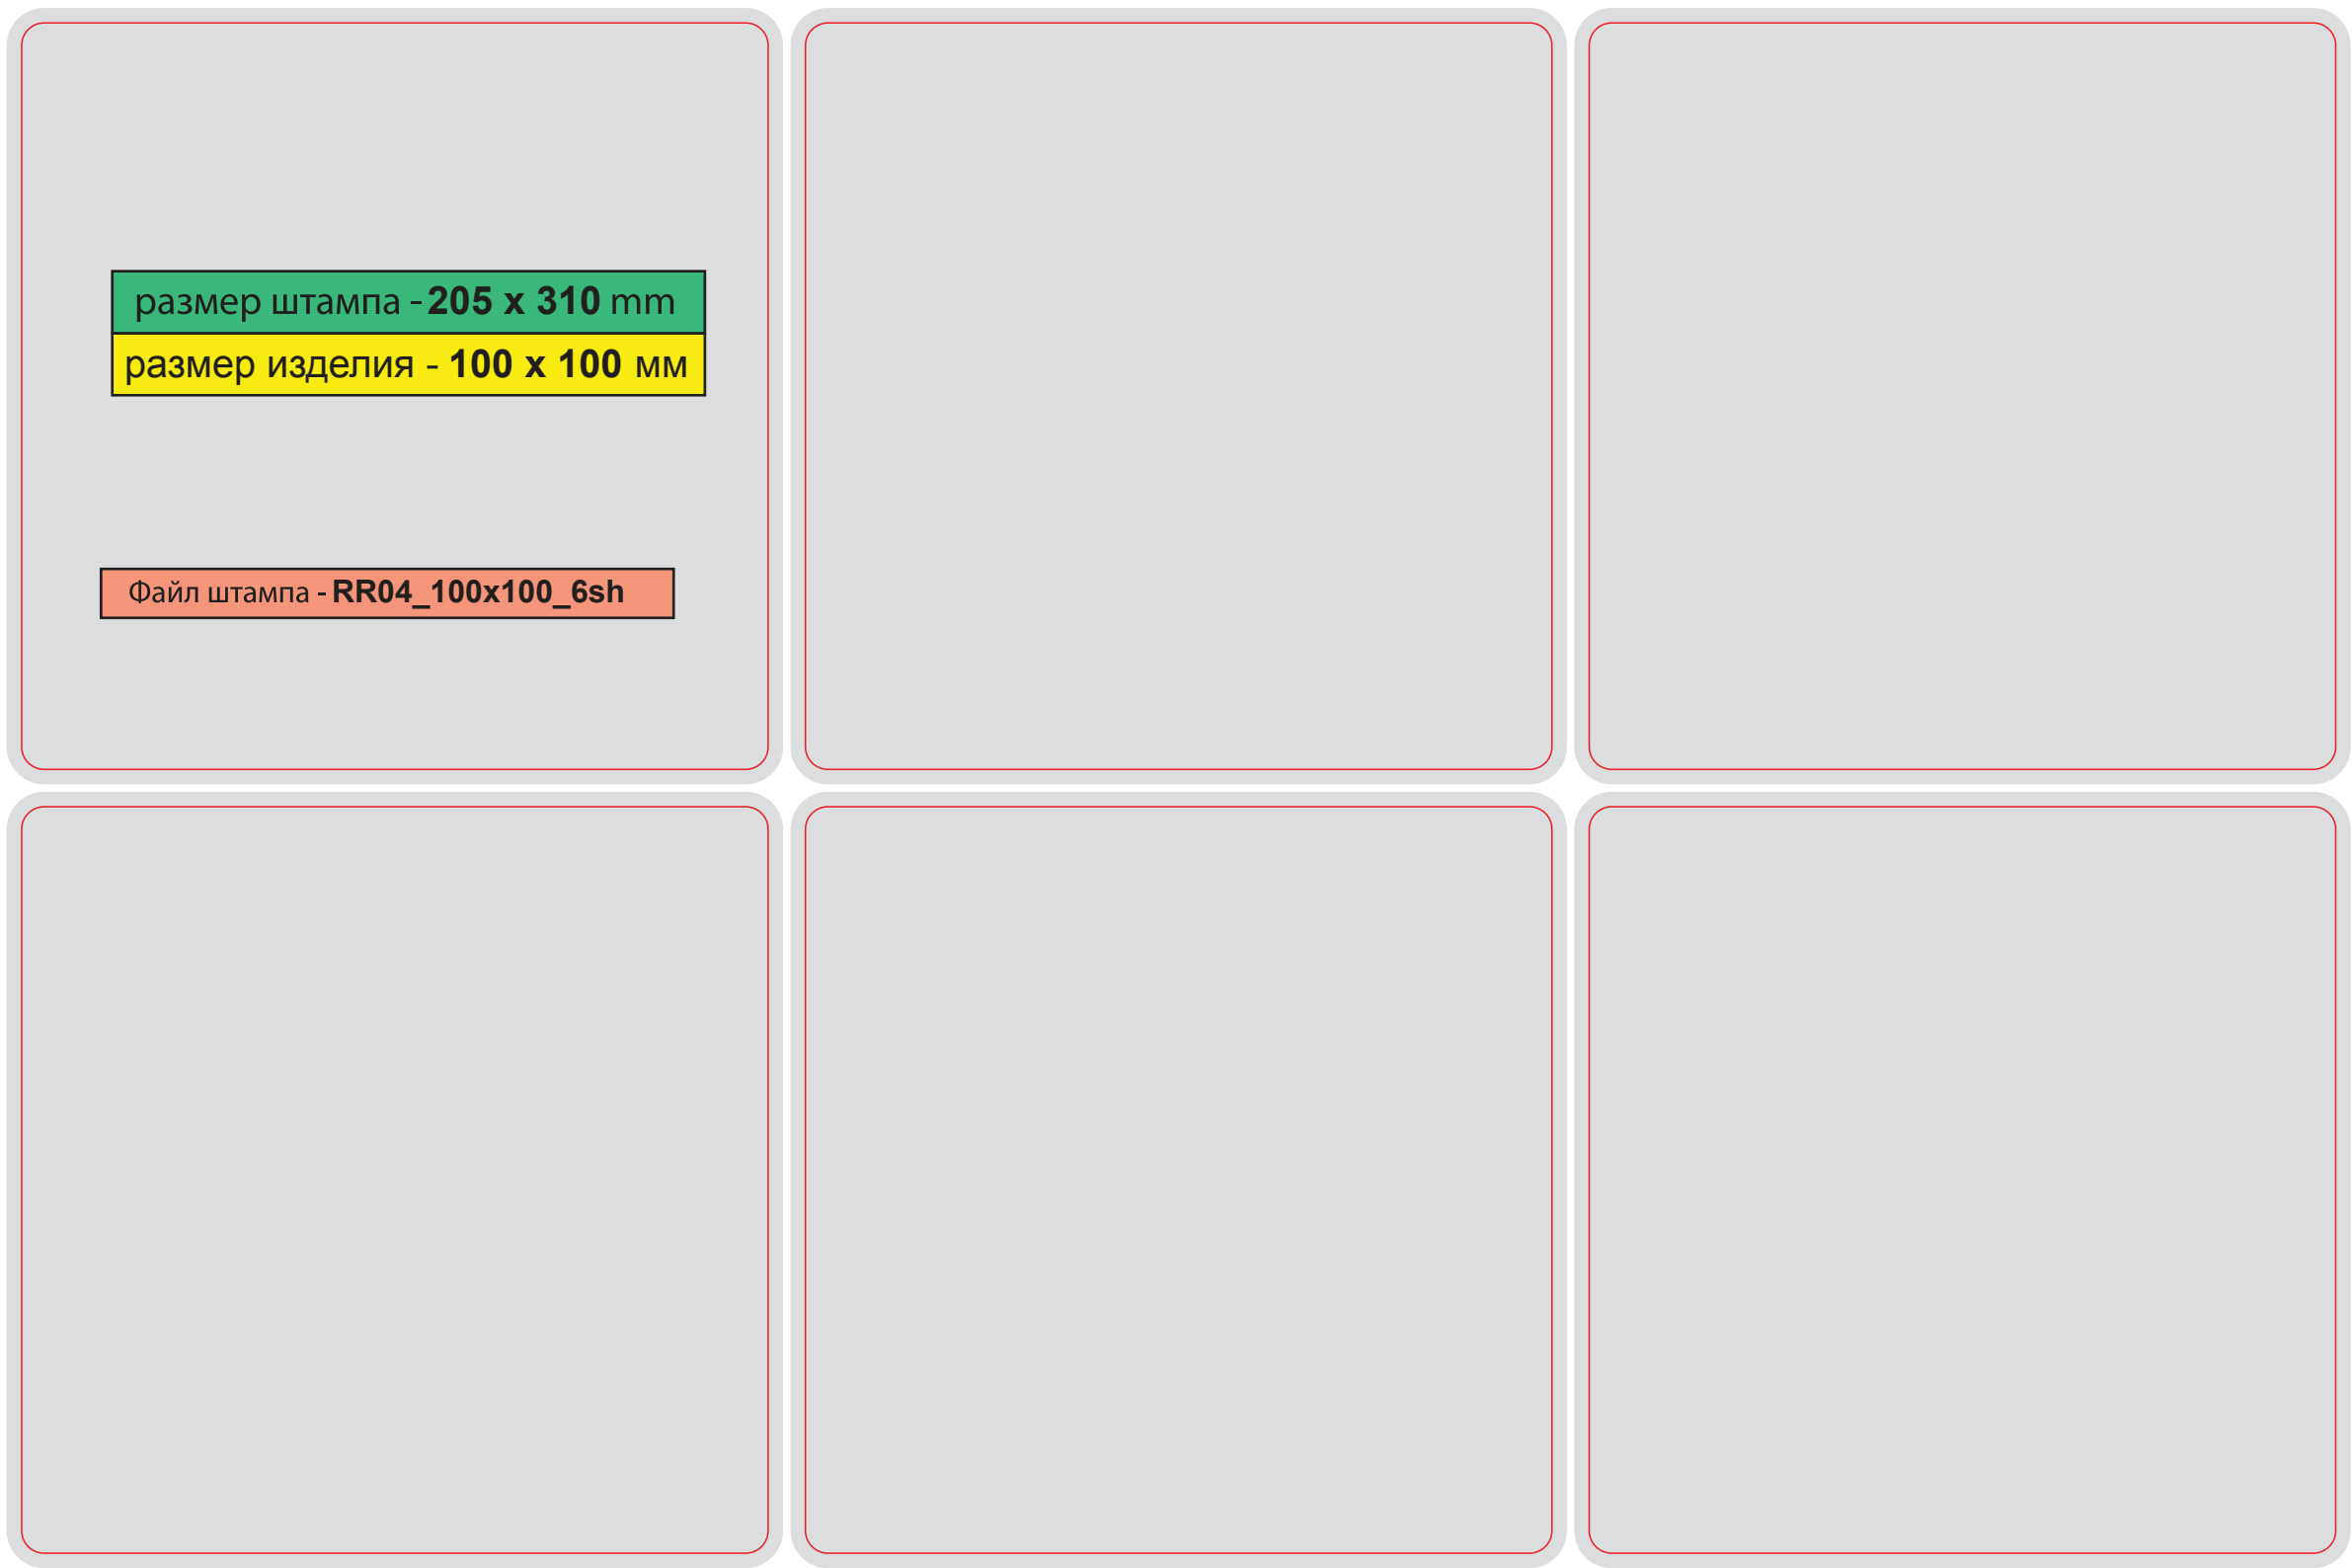 размер штампа - 205 x 310 mm
размер изделия - 100 x 100 мм
Файл штампа - RR04_100x100_6sh